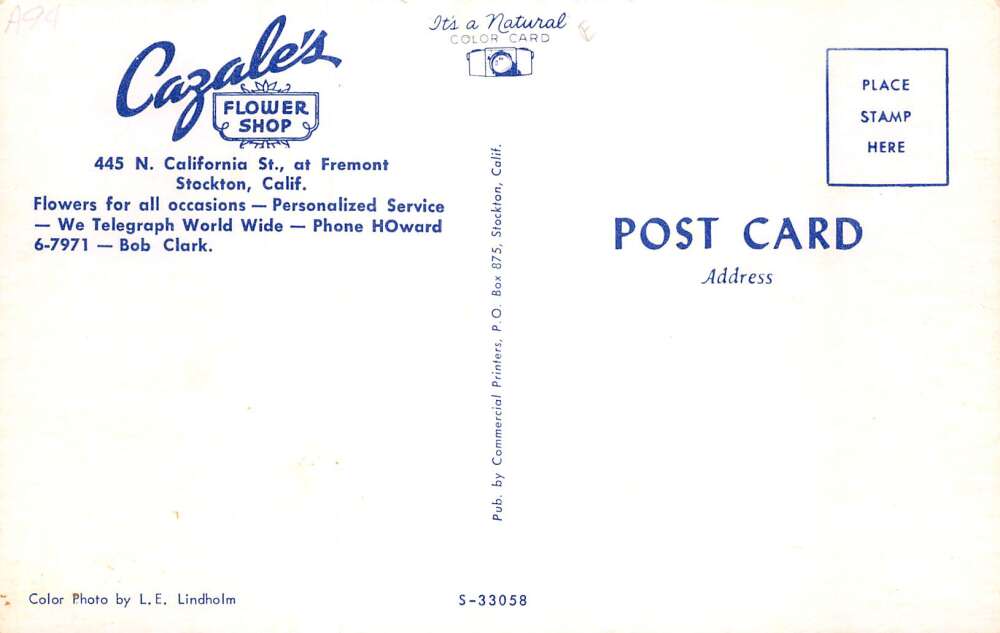 A94
It's a Natural
COLOR CARD
Cazale's
FLOWER
SHOP
445 N. California St., at Fremont
Stockton, Calif.
Flowers for all occasions — Personalized Service
— We Telegraph World Wide — Phone HOward
6-7971 — Bob Clark.
Pub. by Commercial Printers, P.O. Box 875, Stockton, Calif.
PLACE
STAMP
HERE
POST CARD
Address
Color Photo by L.E. Lindholm
S-33058